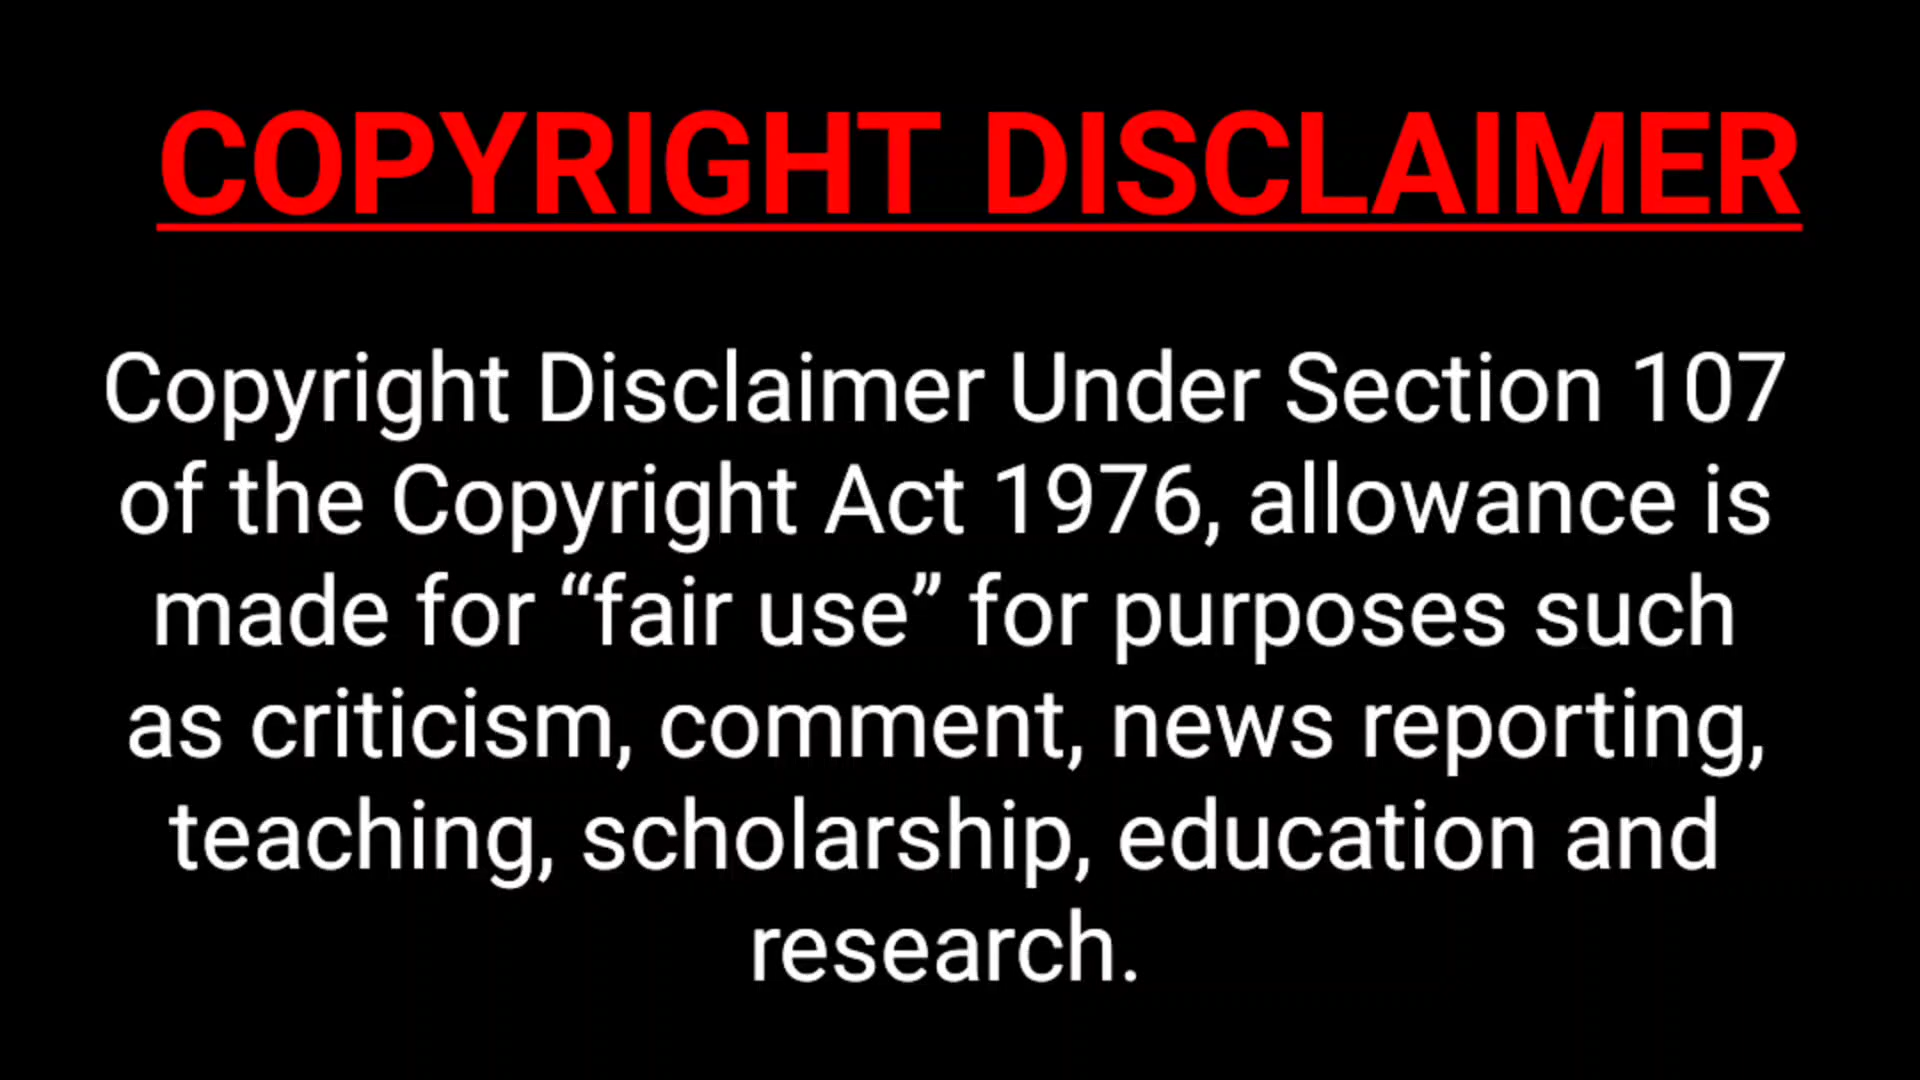 COPYRIGHT DISCLAIMER
Copyright Disclaimer Under Section 107
of the Copyright Act 1976, allowance is
made for “fair use” for purposes such
as criticism, comment, news reporting,
teaching, scholarship, education and
research.